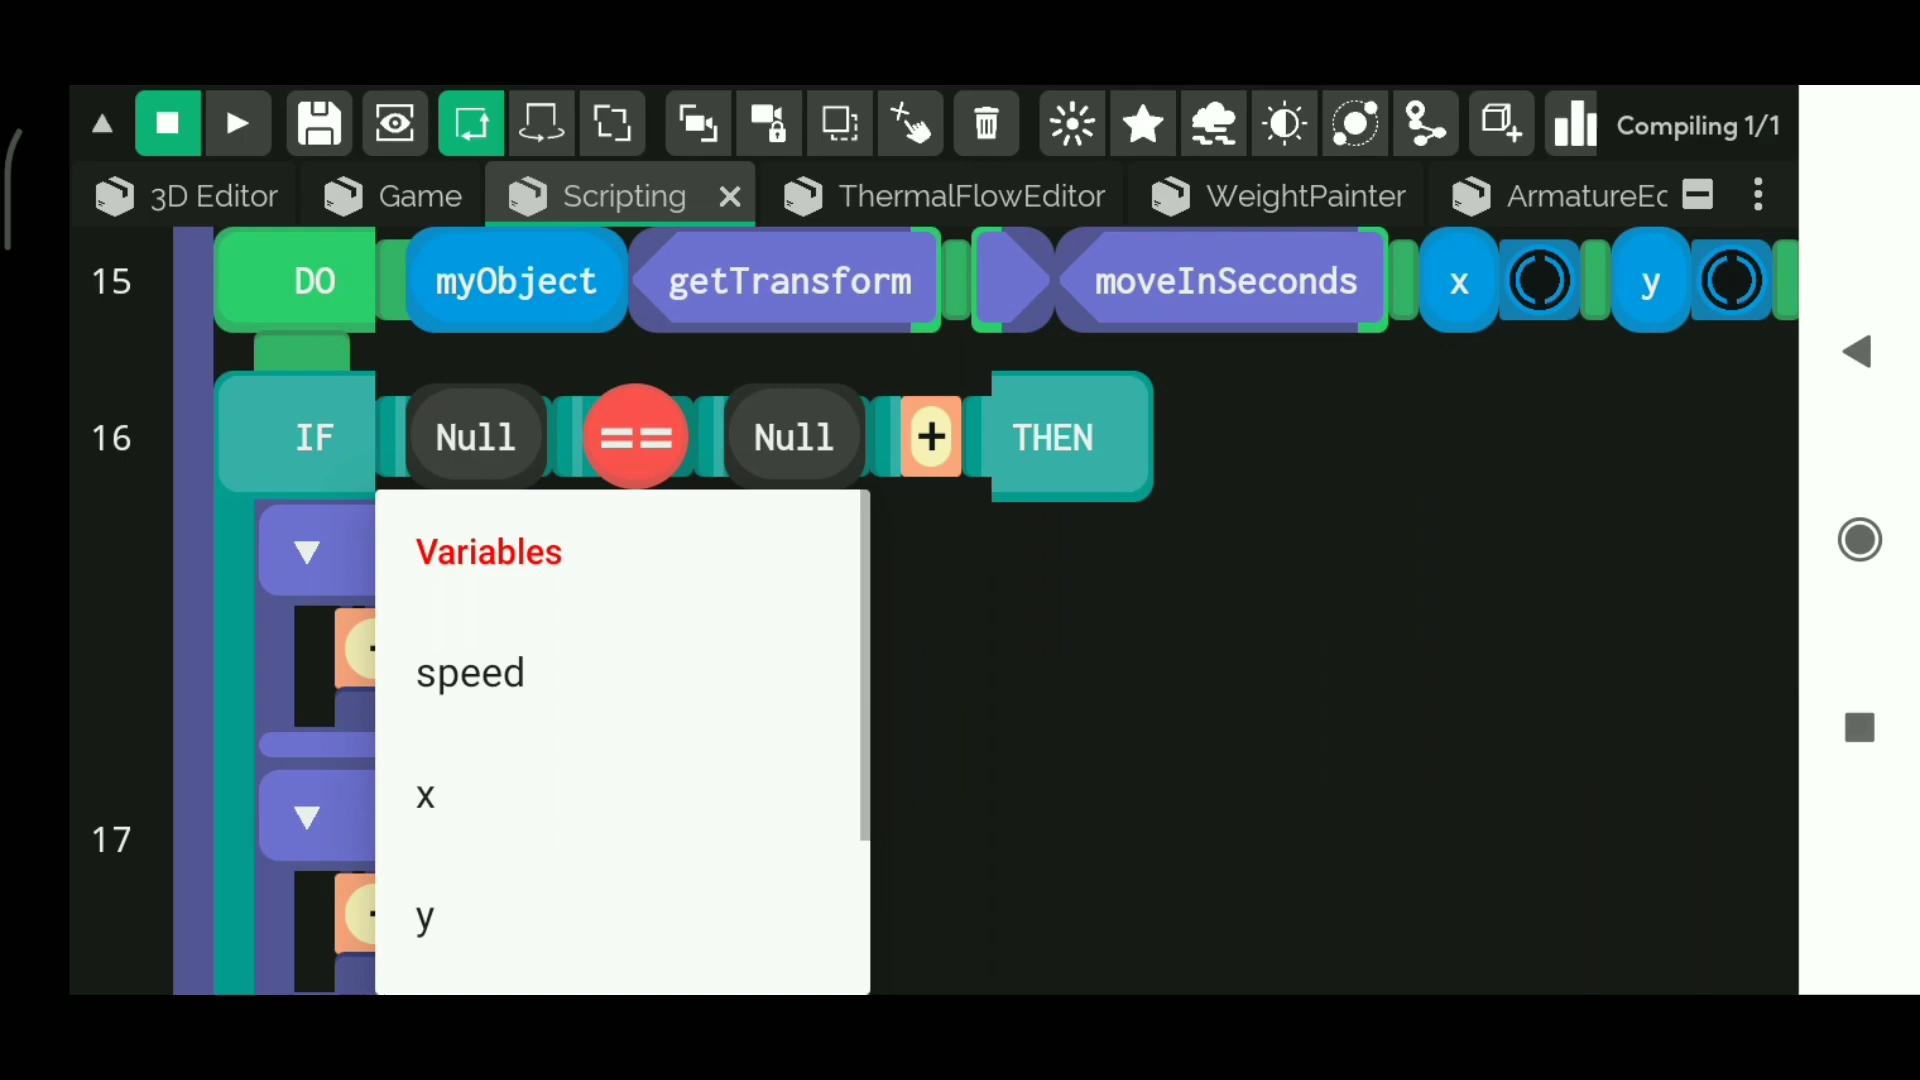 Compiling 1/1
3D Editor Game Scripting ThermalFlowEditor WeightPainter ArmatureEc
15 DO myObject getTransform moveInSeconds x y
16 IF Null == Null + THEN
Variables
speed
x
17
y